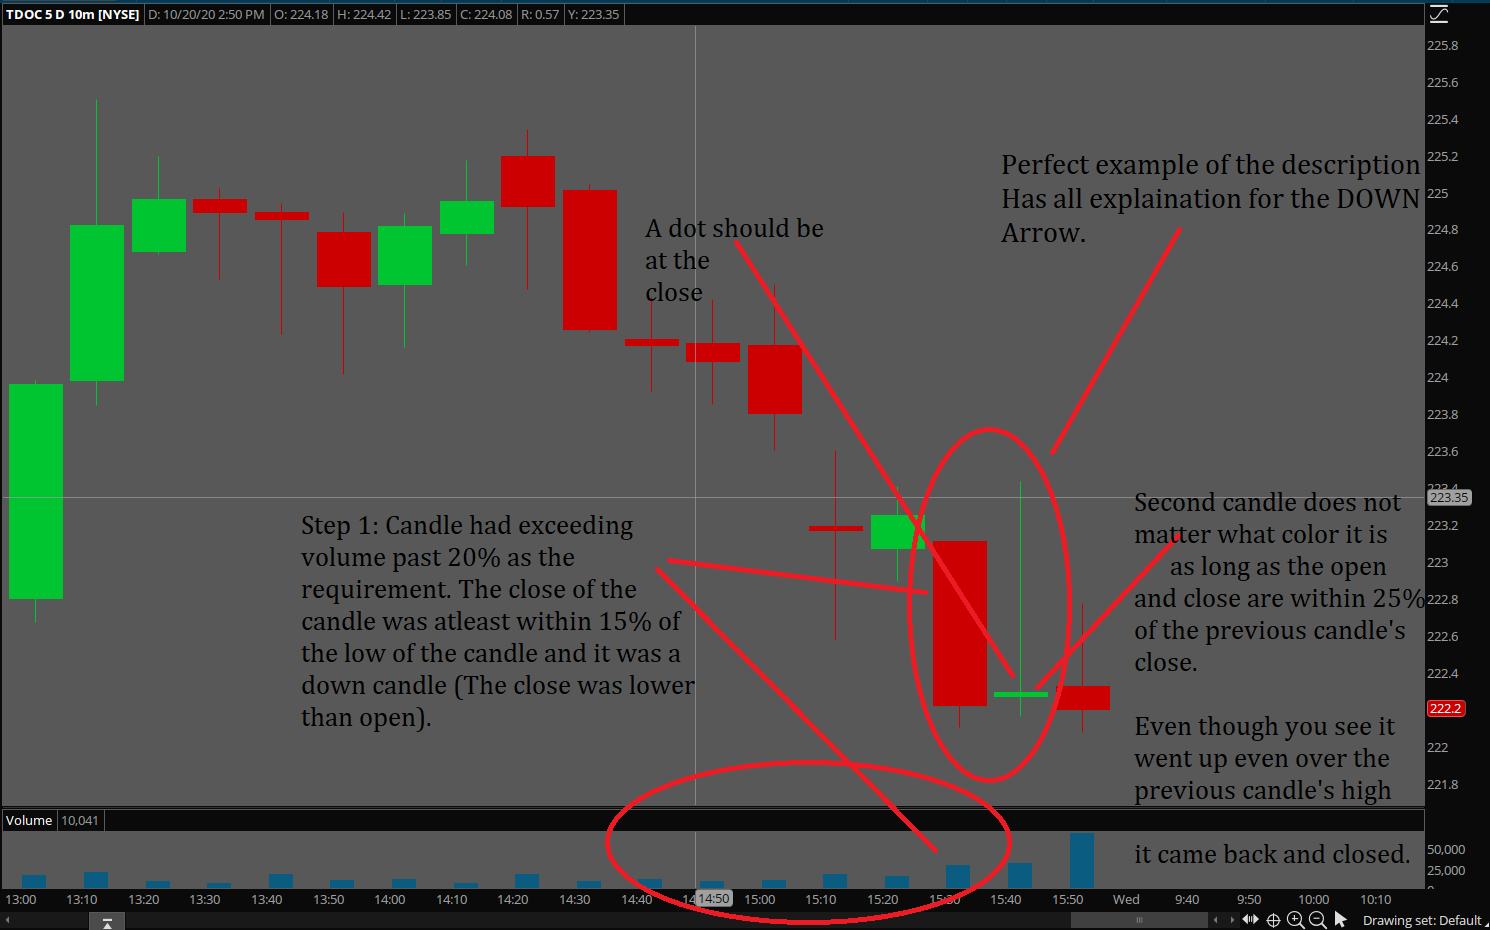 TDOC 5 D 10m [NYSE] D: 10/20/20 2:50 PM O: 224.18 H: 224.42 L: 223.85 C: 224.08 R: 0.57 Y: 223.35
225.8
225.6
225.4
225.2
225
224.8
224.6
224.4
224.2
224
223.8
223.6
223.4
223.35
223.2
223
222.8
222.6
222.4
222.2
222
221.8
Perfect example of the description
Has all explaination for the DOWN
Arrow.
A dot should be
at the
close
Step 1: Candle had exceeding
volume past 20% as the
requirement. The close of the
candle was atleast within 15% of
the low of the candle and it was a
down candle (The close was lower
than open).
Second candle does not
matter what color it is
as long as the open
and close are within 25%
of the previous candle's
close.
Even though you see it
went up even over the
previous candle's high
it came back and closed.
Volume 10,041
50,000
25,000
13:00 13:10 13:20 13:30 13:40 13:50 14:00 14:10 14:20 14:30 14:40 14:50 15:00 15:10 15:20 15:30 15:40 15:50 Wed 9:40 9:50 10:00 10:10
Drawing set: Default